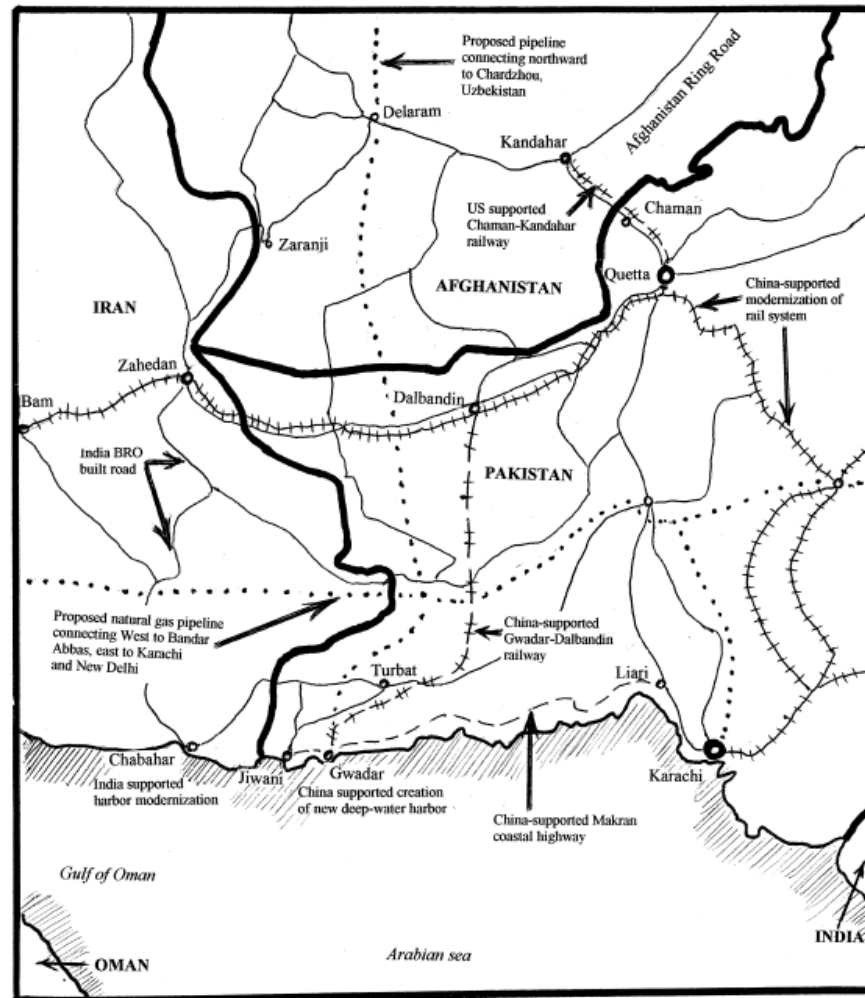 Proposed pipeline
connecting northward
to Chardzhou,
Uzbekistan
Afghanistan Ring Road
Delaram
Kandahar
US supported
Chaman-Kandahar
railway
Chaman
Zaranji
Quetta
AFGHANISTAN
China-supported
modernization of
rail system
IRAN
Zahedan
Dalbandin
Bam
India BRO
built road
PAKISTAN
Proposed natural gas pipeline
connecting West to Bandar
Abbas, east to Karachi
and New Delhi
China-supported
Gwadar-Dalbandin
railway
Turbat
Liari
Chabahar
India supported
harbor modernization
Jiwani
Gwadar
China supported creation
of new deep-water harbor
Karachi
China-supported Makran
coastal highway
Gulf of Oman
INDIA
Arabian sea
OMAN